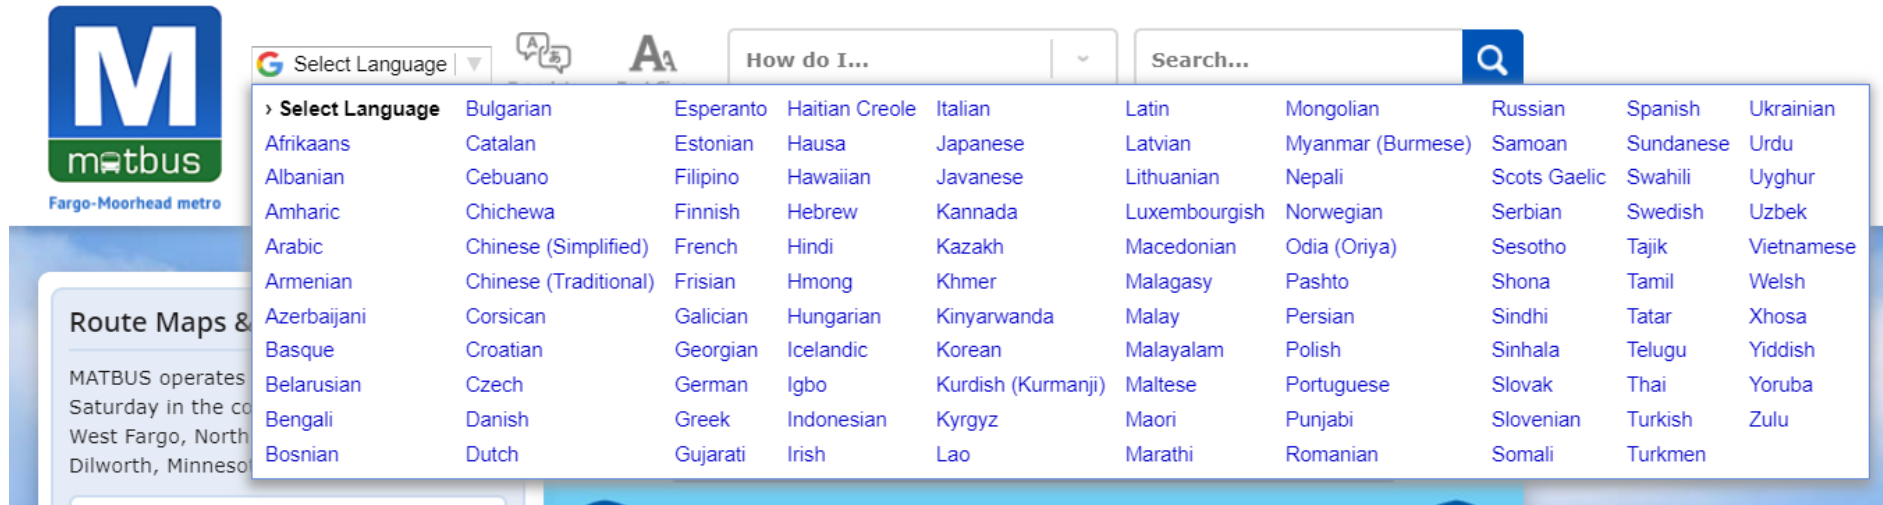 M
matbus
Fargo-Moorhead metro
Select Language
How do I...
Search...
› Select Language
Afrikaans
Albanian
Amharic
Arabic
Armenian
Azerbaijani
Basque
Belarusian
Bengali
Bosnian
Bulgarian
Catalan
Cebuano
Chichewa
Chinese (Simplified)
Chinese (Traditional)
Corsican
Croatian
Czech
Danish
Dutch
Esperanto
Estonian
Filipino
Finnish
French
Frisian
Galician
Georgian
German
Greek
Gujarati
Haitian Creole
Hausa
Hawaiian
Hebrew
Hindi
Hmong
Hungarian
Icelandic
Igbo
Indonesian
Irish
Italian
Japanese
Javanese
Kannada
Kazakh
Khmer
Kinyarwanda
Korean
Kurdish (Kurmanji)
Kyrgyz
Lao
Latin
Latvian
Lithuanian
Luxembourgish
Macedonian
Malagasy
Malay
Malayalam
Maltese
Maori
Marathi
Mongolian
Myanmar (Burmese)
Nepali
Norwegian
Odia (Oriya)
Pashto
Persian
Polish
Portuguese
Punjabi
Romanian
Russian
Samoan
Scots Gaelic
Serbian
Sesotho
Shona
Sindhi
Sinhala
Slovak
Slovenian
Somali
Spanish
Sundanese
Swahili
Swedish
Tajik
Tamil
Tatar
Telugu
Thai
Turkish
Turkmen
Ukrainian
Urdu
Uyghur
Uzbek
Vietnamese
Welsh
Xhosa
Yiddish
Yoruba
Zulu
Route Maps &
MATBUS operates
Saturday in the
West Fargo, North
Dilworth,